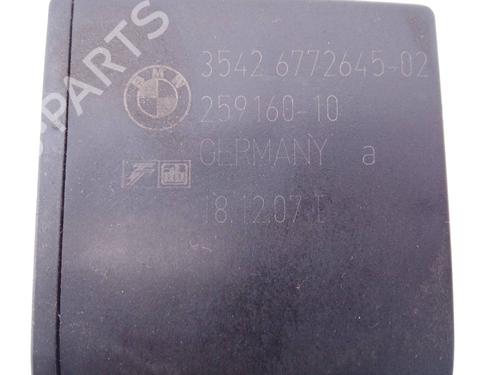 3542 6772645-02
BMW
259160-10
GERMANY a
18.12.07 E
PARTS